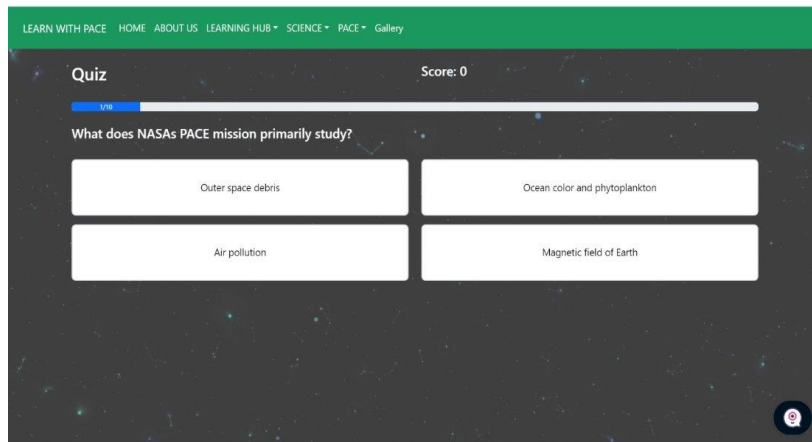 LEARN WITH PACE HOME ABOUT US LEARNING HUB SCIENCE PACE Gallery
Quiz Score: 0
1/10
What does NASAs PACE mission primarily study?
Outer space debris Ocean color and phytoplankton
Air pollution Magnetic field of Earth